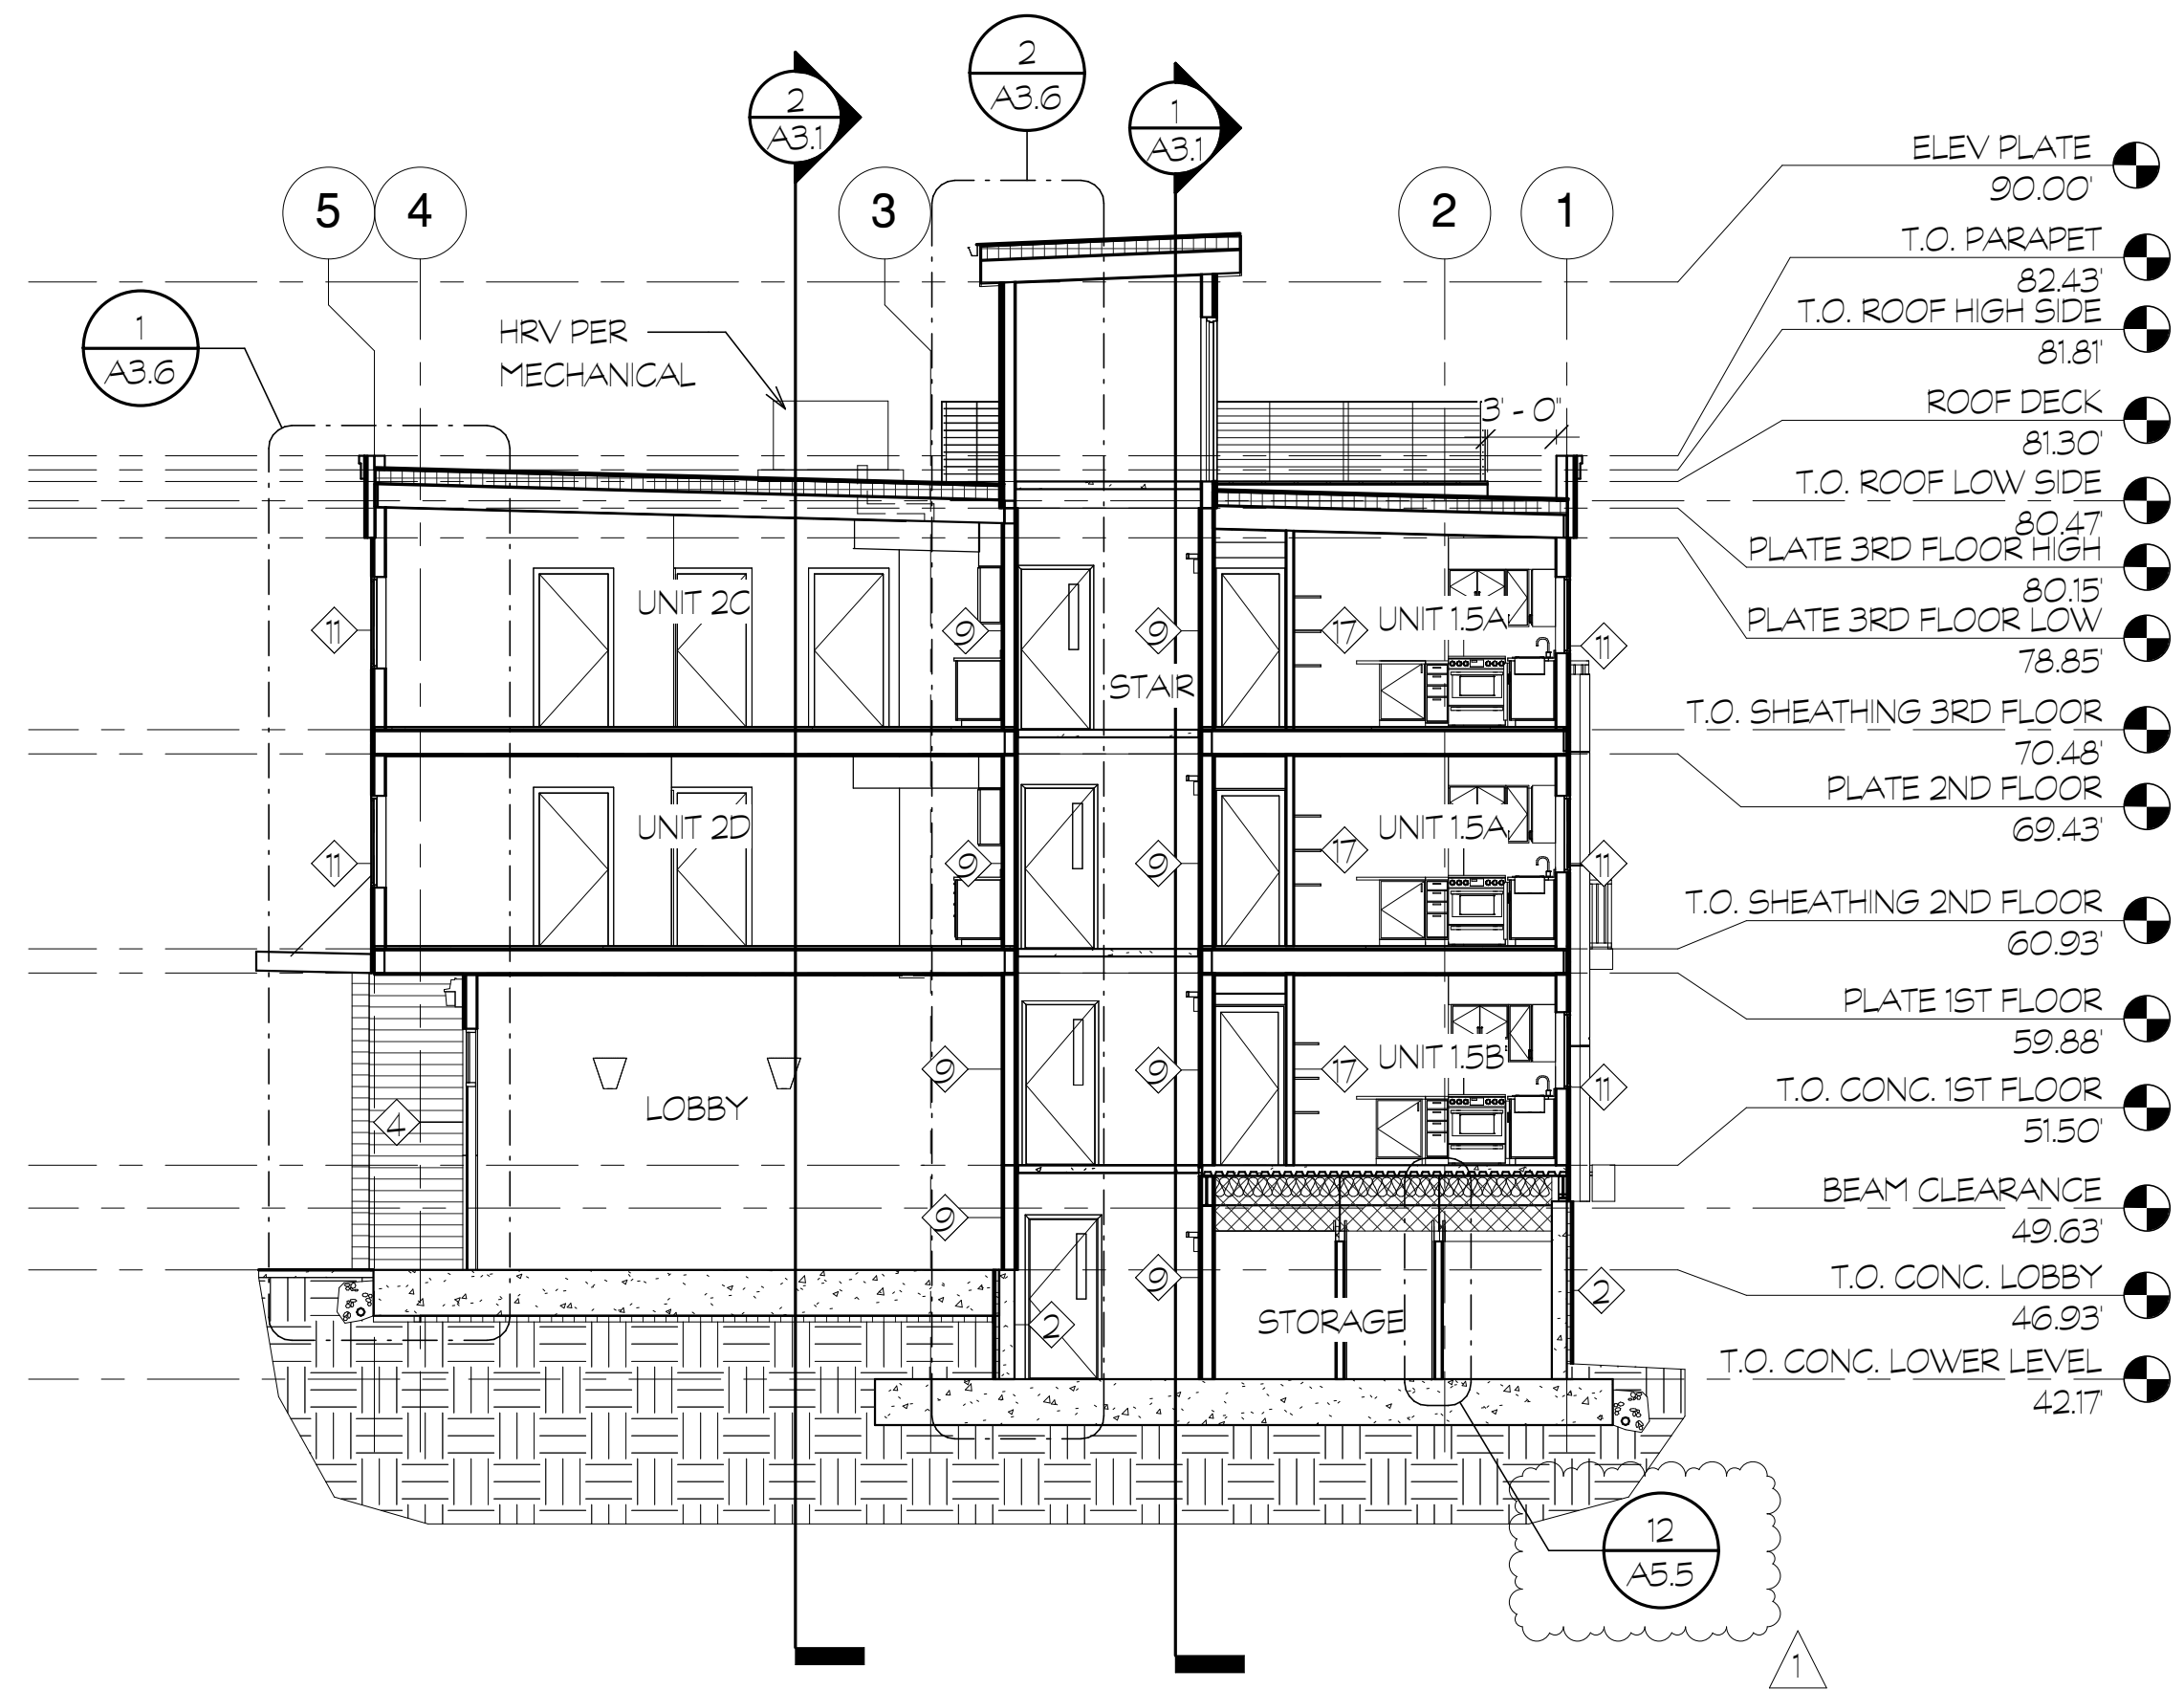 2
A3.6
2
A3.1
1
A3.1
5
4
3
2
1
1
A3.6
HRV PER
MECHANICAL
3' - 0"
ELEV PLATE
90.00'
T.O. PARAPET
82.43'
T.O. ROOF HIGH SIDE
81.81'
ROOF DECK
81.30'
T.O. ROOF LOW SIDE
80.47'
PLATE 3RD FLOOR HIGH
80.15'
PLATE 3RD FLOOR LOW
78.85'
T.O. SHEATHING 3RD FLOOR
70.48'
PLATE 2ND FLOOR
69.43'
T.O. SHEATHING 2ND FLOOR
60.93'
PLATE 1ST FLOOR
59.88'
T.O. CONC. 1ST FLOOR
51.50'
BEAM CLEARANCE
49.63'
T.O. CONC. LOBBY
46.93'
T.O. CONC. LOWER LEVEL
42.17'
UNIT 2C
UNIT 1.5A
11
9
9
17
11
STAIR
UNIT 2D
UNIT 1.5A
11
9
9
17
11
UNIT 1.5B
9
9
17
11
LOBBY
4
9
9
2
2
STORAGE
12
A5.5
1